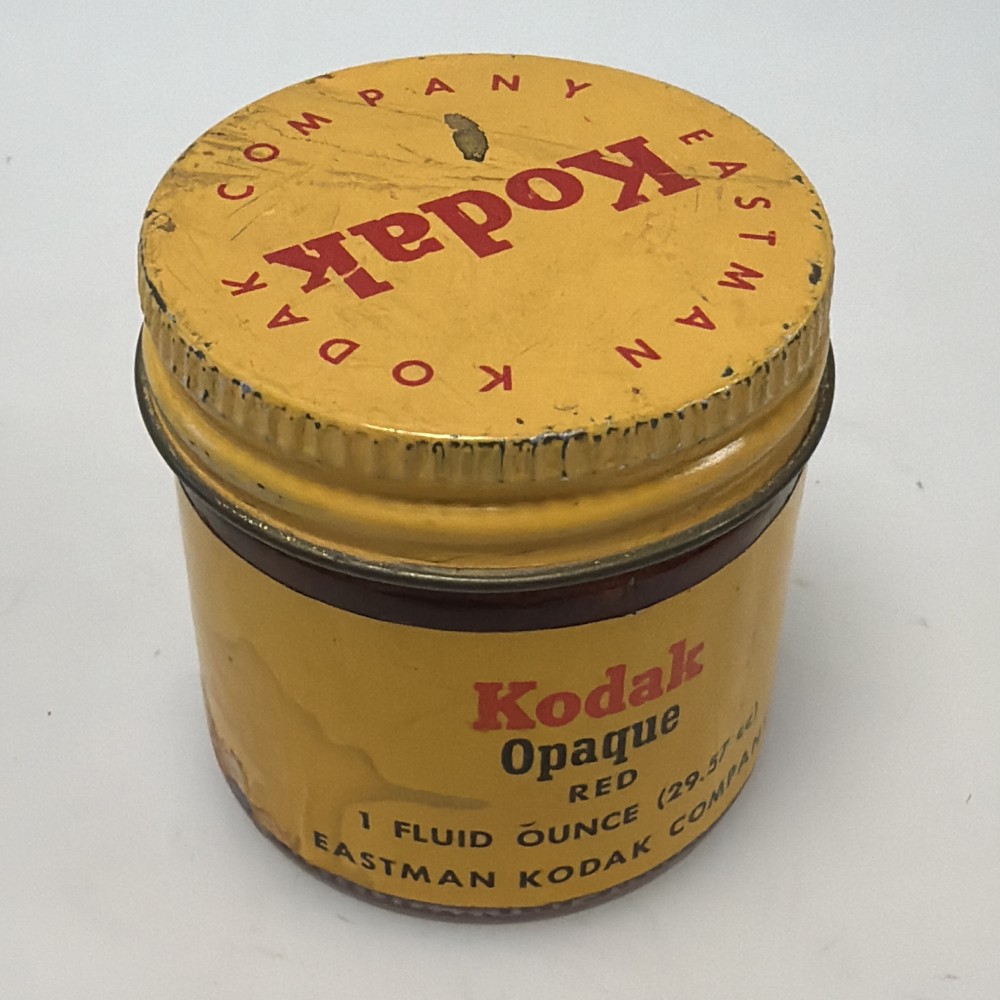 EASTMAN KODAK COMPANY
Kodak
Kodak
Opaque
RED
1 FLUID OUNCE (29.57 cc)
EASTMAN KODAK COMPANY